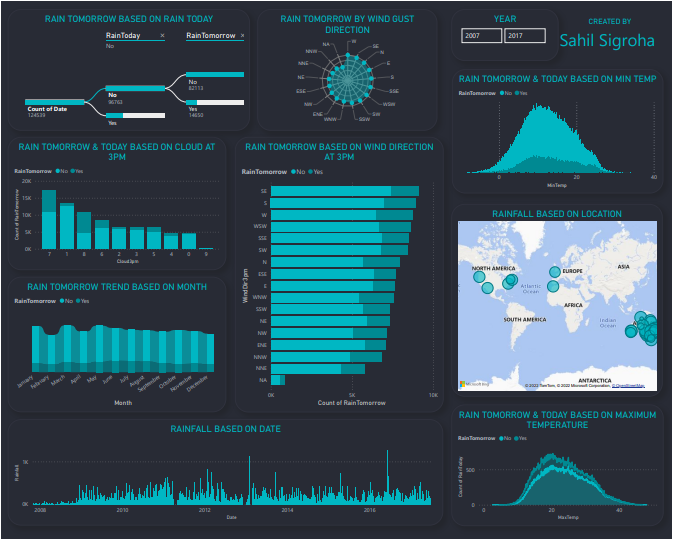 RAIN TOMORROW BASED ON RAIN TODAY
RainToday ×
RainTomorrow ×
No
No
82113
No
96763
Count of Date
124639
Yes
Yes
14650
RAIN TOMORROW BY WIND GUST
DIRECTION
W
NA
SE
NNW
N
NNE
E
NE
S
ESE
SSE
NW
WSW
ENE
SW
WNW
SSW
YEAR
2007
2017
CREATED BY
Sahil Sigroha
RAIN TOMORROW & TODAY BASED ON MIN TEMP
RainTomorrow No Yes
0
20
40
MinTemp
RAIN TOMORROW & TODAY BASED ON CLOUD AT
3PM
RainTomorrow No Yes
Count of RainTomorrow
20K
15K
10K
5K
0K
7 1 8 6 2 3 5 4 0 9
Cloud3pm
RAIN TOMORROW BASED ON WIND DIRECTION
AT 3PM
RainTomorrow No Yes
WindDir3pm
SE
S
W
WSW
SSE
SW
N
ESE
E
WNW
SSW
NE
NW
ENE
NNW
NNE
NA
0K 5K 10K
Count of RainTomorrow
RAINFALL BASED ON LOCATION
NORTH AMERICA
EUROPE
ASIA
Atlantic
Ocean
AFRICA
SOUTH AMERICA
Indian
Ocean
ANTARCTICA
Microsoft Bing
© 2022 TomTom, © 2022 Microsoft Corporation, © OpenStreetMap
RAIN TOMORROW TREND BASED ON MONTH
RainTomorrow No Yes
January
February
March
April
May
June
July
August
September
October
November
December
Month
RAINFALL BASED ON DATE
Rainfall
1K
0K
2008 2010 2012 2014 2016
Date
RAIN TOMORROW & TODAY BASED ON MAXIMUM
TEMPERATURE
RainTomorrow No Yes
Count of RainToday
500
0
0 20 40
MaxTemp